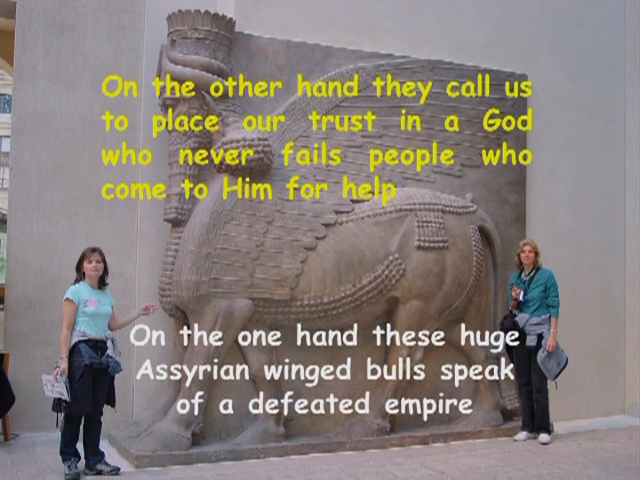 On the other hand they call us
to place our trust in a God
who never fails people who
come to Him for help
On the one hand these huge
Assyrian winged bulls speak
of a defeated empire